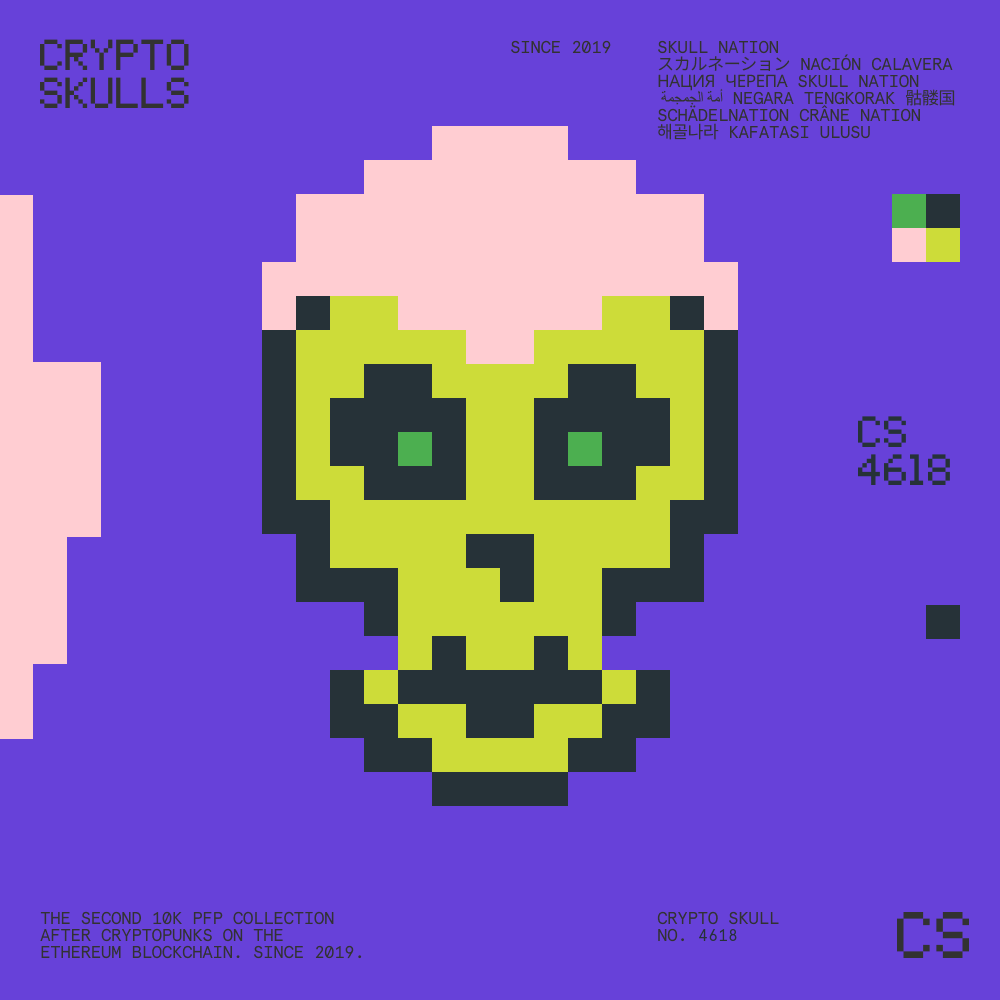 CRYPTO
SKULLS
SINCE 2019
SKULL NATION
スカルネーション NACIÓN CALAVERA
НАЦИЯ ЧЕРЕПА SKULL NATION
أمة الجمجمة NEGARA TENGKORAK 骷髅国
SCHÄDELNATION CRÂNE NATION
해골나라 KAFATASI ULUSU
CS
4618
THE SECOND 10K PFP COLLECTION
AFTER CRYPTOPUNKS ON THE
ETHEREUM BLOCKCHAIN. SINCE 2019.
CRYPTO SKULL
NO. 4618
CS